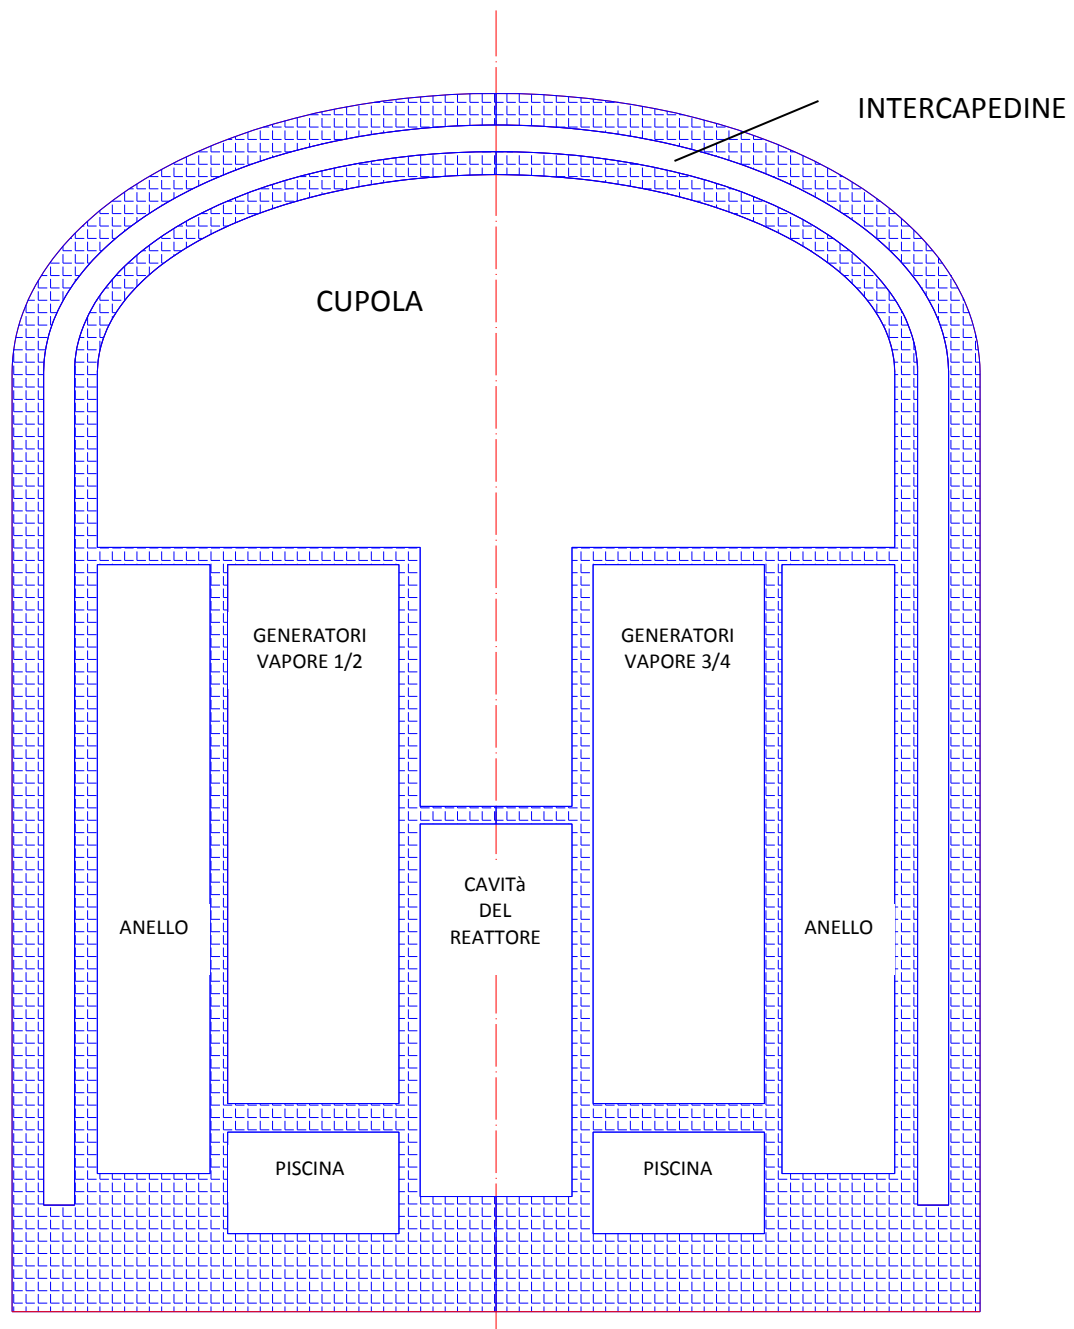 INTERCAPEDINE
CUPOLA
GENERATORI
VAPORE 1/2
GENERATORI
VAPORE 3/4
CAVITà
DEL
REATTORE
ANELLO
ANELLO
PISCINA
PISCINA